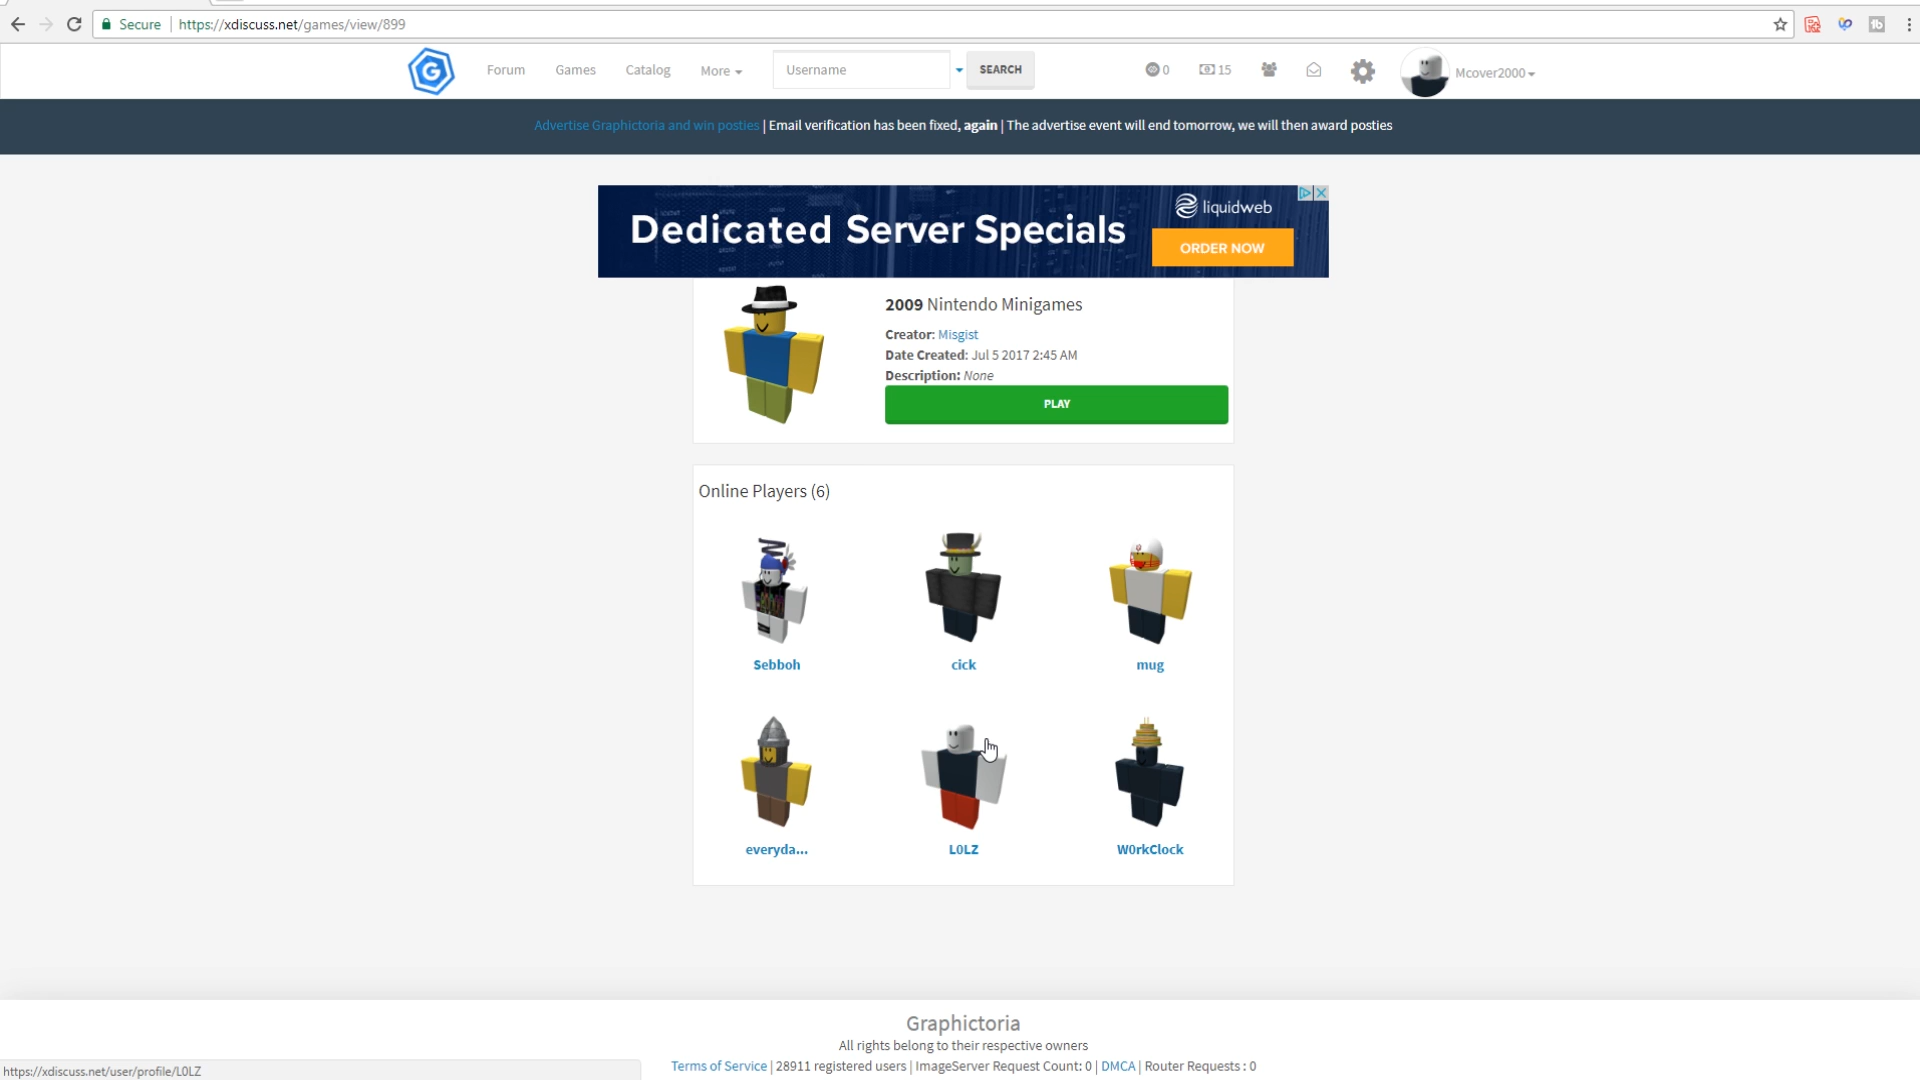 Secure https://xdiscuss.net/games/view/899
Forum Games Catalog More Username SEARCH 0 15 Mcover2000
Advertise Graphictoria and win posties | Email verification has been fixed, again | The advertise event will end tomorrow, we will then award posties
Dedicated Server Specials
liquidweb
ORDER NOW
2009 Nintendo Minigames
Creator: Misgist
Date Created: Jul 5 2017 2:45 AM
Description: None
PLAY
Online Players (6)
Sebboh cick mug
everyda... L0LZ W0rkClock
Graphictoria
All rights belong to their respective owners
Terms of Service | 28911 registered users | ImageServer Request Count: 0 | DMCA | Router Requests : 0
https://xdiscuss.net/user/profile/L0LZ